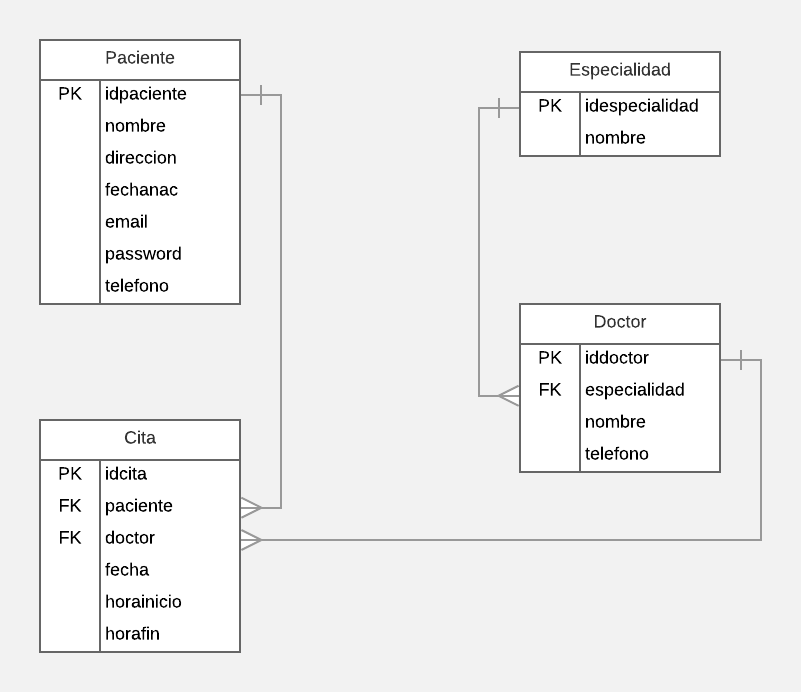 Paciente
PK idpaciente
nombre
direccion
fechanac
email
password
telefono
Especialidad
PK idespecialidad
nombre
Doctor
PK iddoctor
FK especialidad
nombre
telefono
Cita
PK idcita
FK paciente
FK doctor
fecha
horainicio
horafin